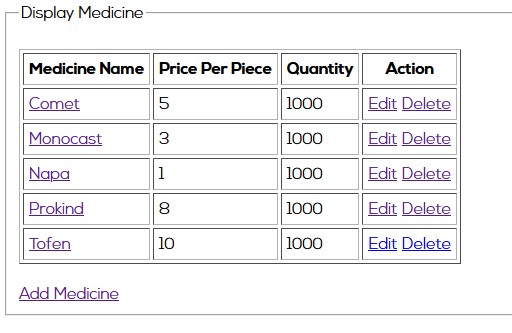 Display Medicine
Medicine Name Price Per Piece Quantity Action
Comet 5 1000 Edit Delete
Monocast 3 1000 Edit Delete
Napa 1 1000 Edit Delete
Prokind 8 1000 Edit Delete
Tofen 10 1000 Edit Delete
Add Medicine